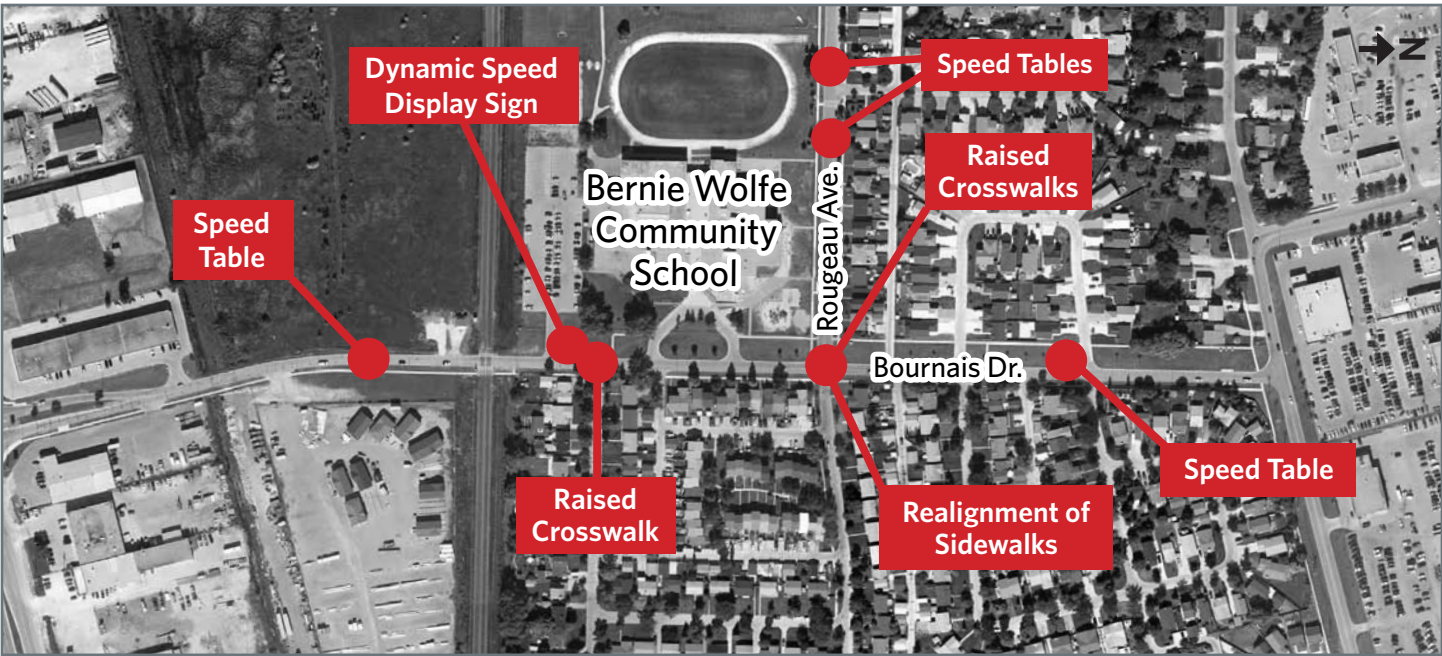 Dynamic Speed
Display Sign
Speed Tables
N
Raised
Crosswalks
Bernie Wolfe
Community
School
Rougeau Ave.
Speed
Table
Bournais Dr.
Speed Table
Raised
Crosswalk
Realignment of
Sidewalks